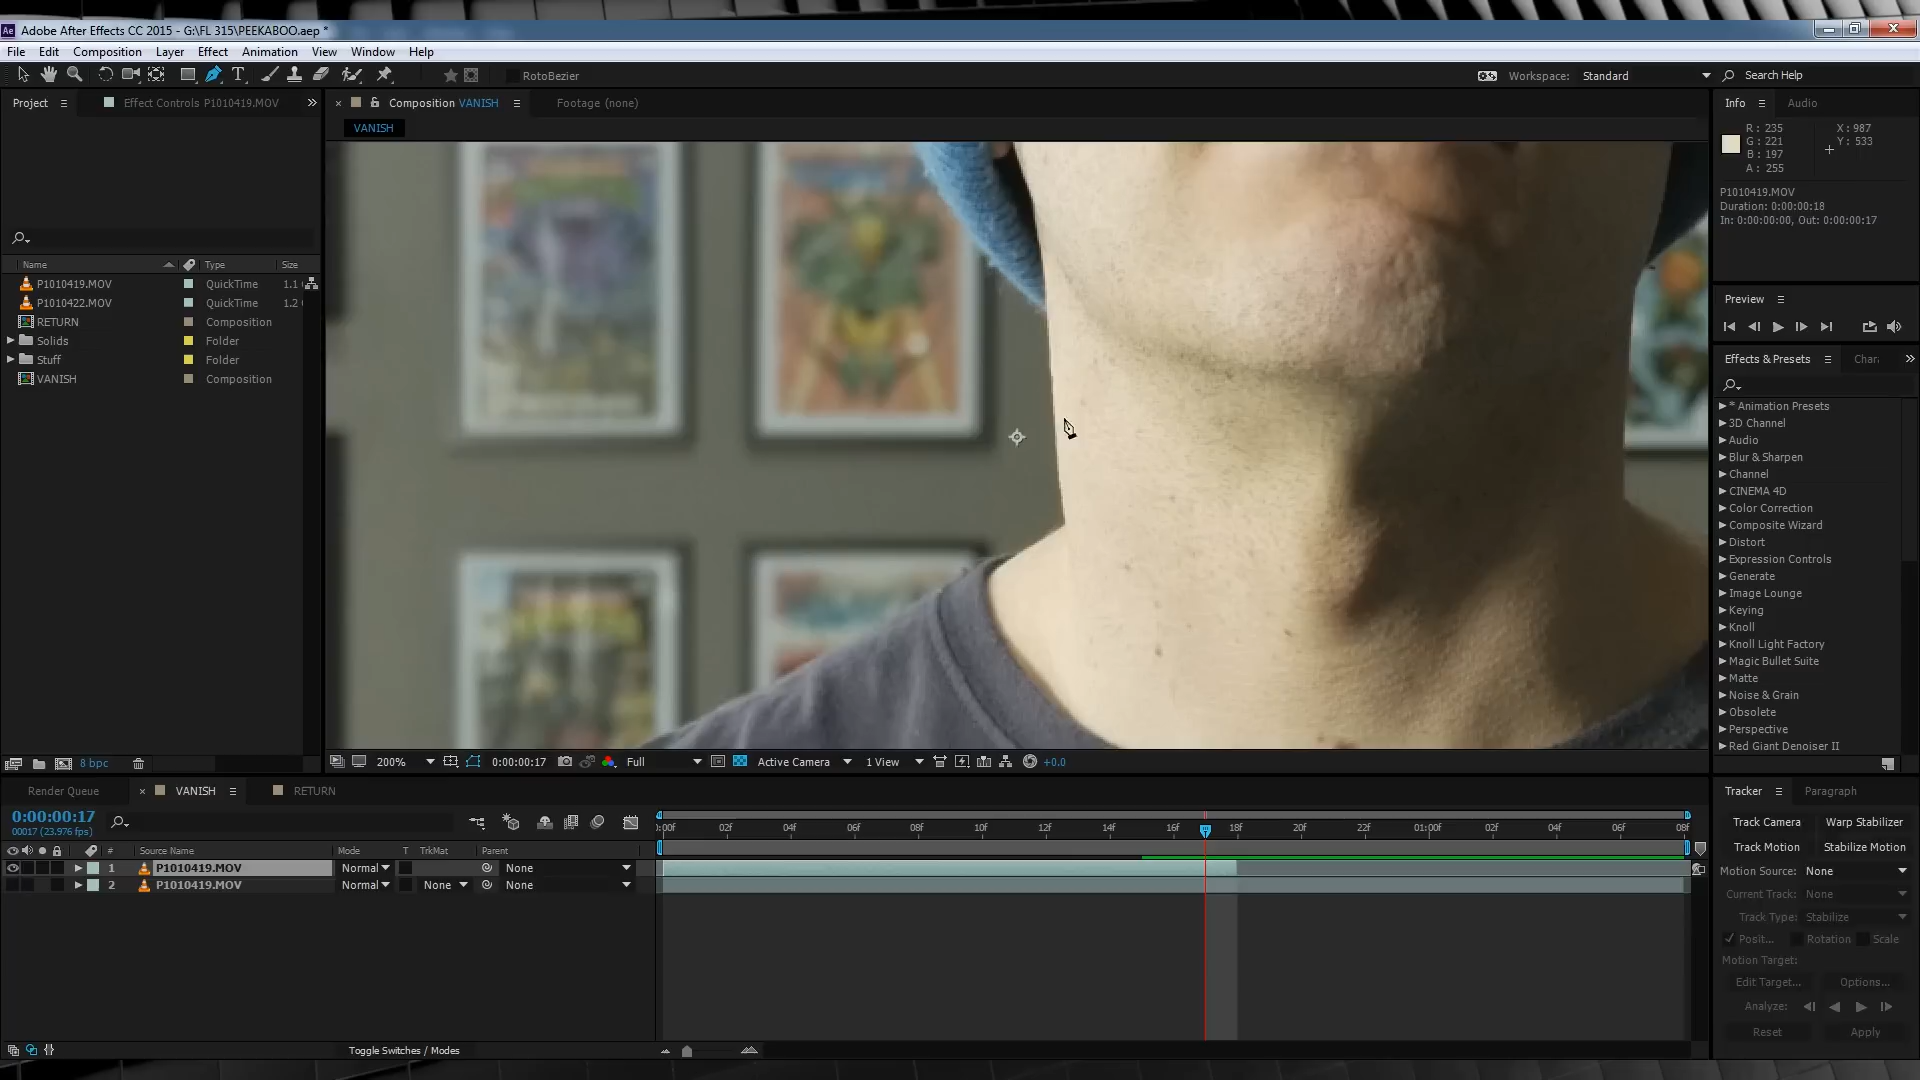 Adobe After Effects CC 2015 - G:\FL 315\PEEKABOO.aep *
File Edit Composition Layer Effect Animation View Window Help
RotoBezier
Workspace: Standard
Search Help
Project
Effect Controls P1010419.MOV
Composition VANISH
Footage (none)
VANISH
Info
Audio
R: 235
G: 221
B: 197
A: 255
X: 987
Y: 533
P1010419.MOV
Duration: 0:00:00:18
In: 0:00:00:00, Out: 0:00:00:17
Name Type Size
P1010419.MOV QuickTime 1.1
P1010422.MOV QuickTime 1.2
RETURN Composition
Solids Folder
Stuff Folder
VANISH Composition
Preview
Effects & Presets
Char
* Animation Presets
3D Channel
Audio
Blur & Sharpen
Channel
CINEMA 4D
Color Correction
Composite Wizard
Distort
Expression Controls
Generate
Image Lounge
Keying
Knoll
Knoll Light Factory
Magic Bullet Suite
Matte
Noise & Grain
Obsolete
Perspective
Red Giant Denoiser II
8 bpc
200%
0:00:00:17
Full
Active Camera
1 View
+0.0
Render Queue
VANISH
RETURN
0:00:00:17
00017 (23.976 fps)
:00f 02f 04f 06f 08f 10f 12f 14f 16f 18f 20f 22f 01:00f 02f 04f 06f 08f
# Source Name Mode T TrkMat Parent
1 P1010419.MOV Normal None
2 P1010419.MOV Normal None None
Toggle Switches / Modes
Tracker
Paragraph
Track Camera Warp Stabilizer
Track Motion Stabilize Motion
Motion Source: None
Current Track: None
Track Type: Stabilize
Posit... Rotation Scale
Motion Target:
Edit Target... Options...
Analyze:
Reset Apply